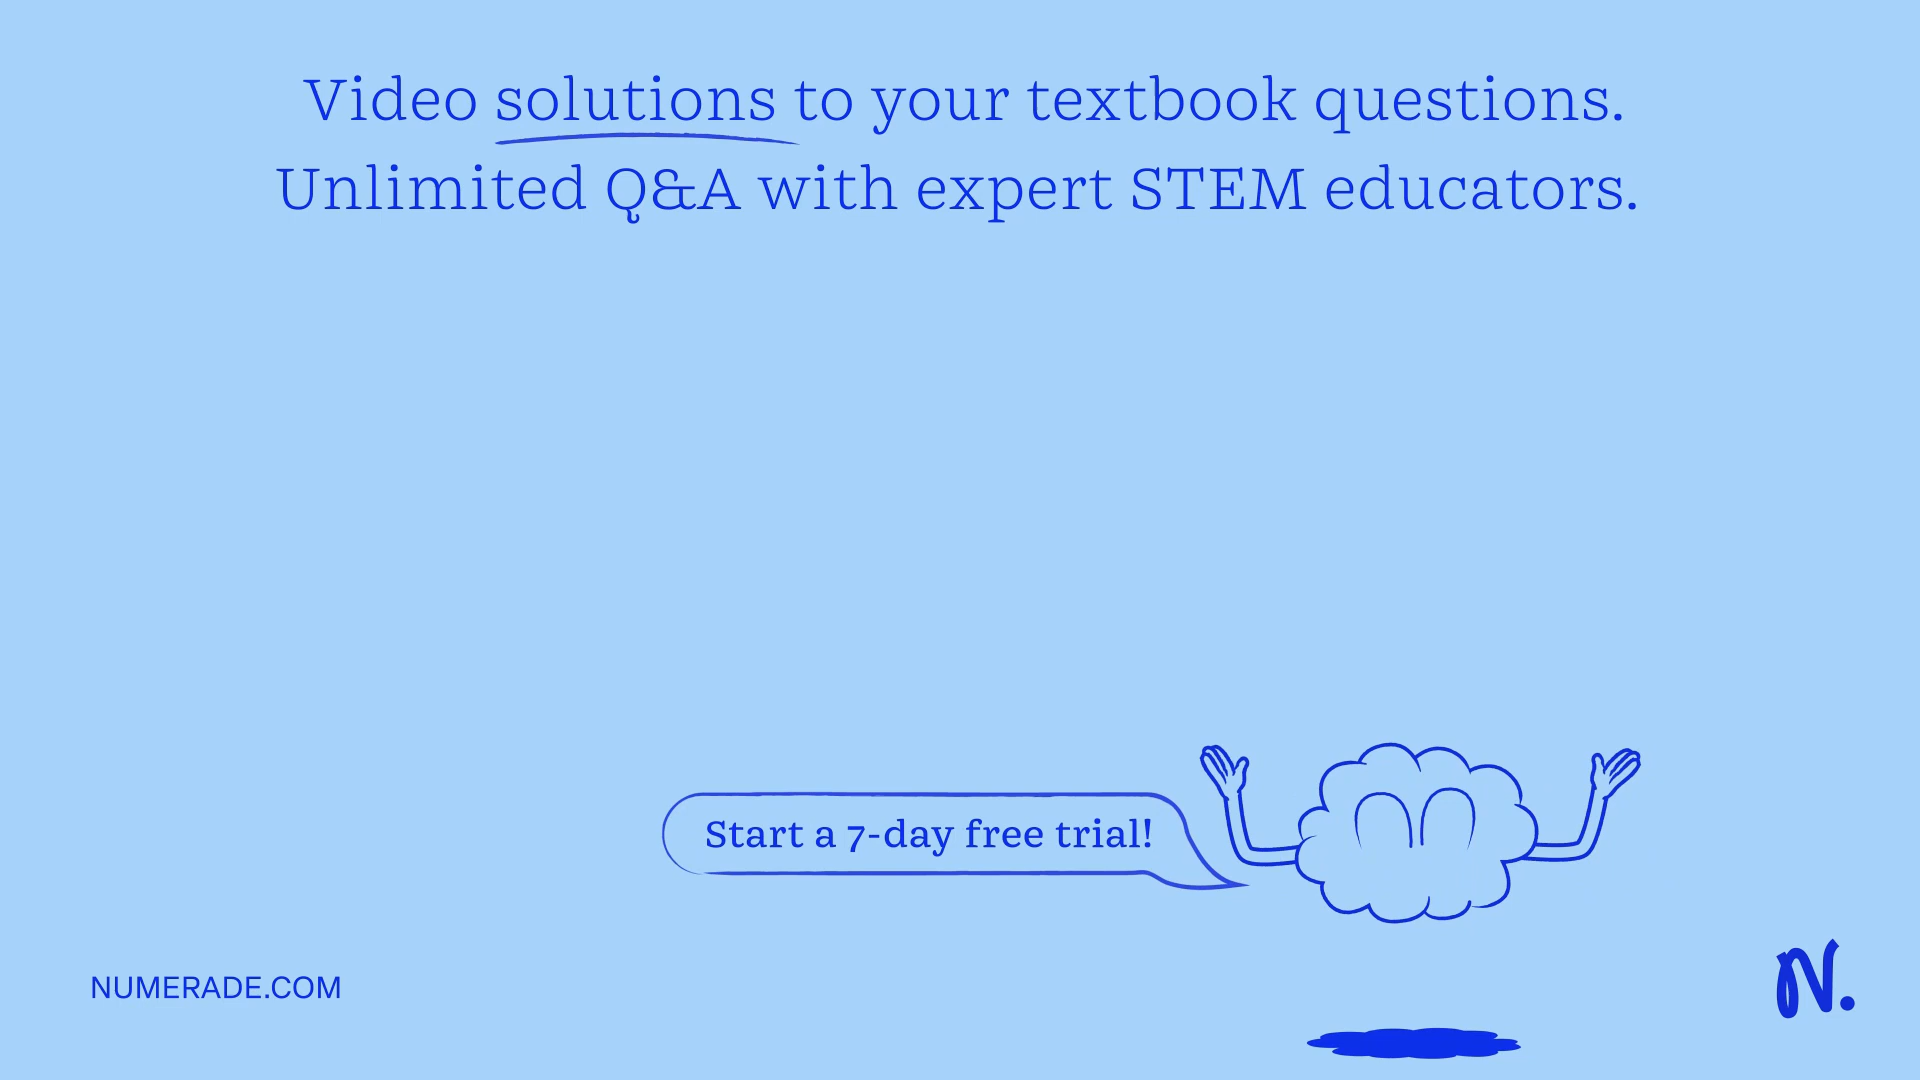 Video solutions to your textbook questions.
Unlimited Q&A with expert STEM educators.
Start a 7-day free trial!
NUMERADE.COM
N.